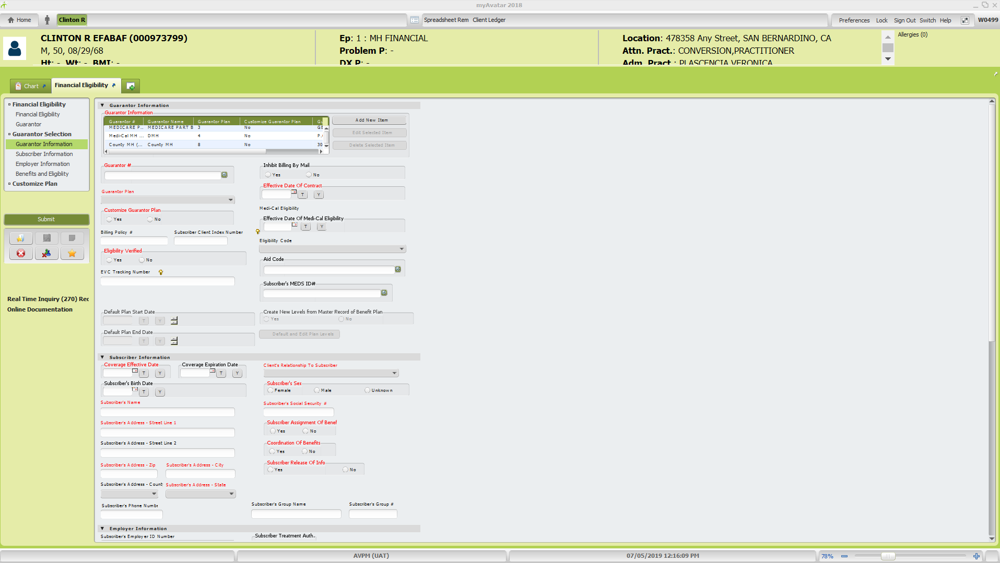 myAvatar 2018
Home
Clinton R
Spreadsheet Rem Client Ledger
Preferences Lock Sign Out Switch Help
W0499
CLINTON R EFABAF (000973799)
M, 50, 08/29/68
Ht: - Wt: - BMI: -
Ep: 1 : MH FINANCIAL
Problem P: -
DX P: -
Location: 478358 Any Street, SAN BERNARDINO, CA
Attn. Pract.: CONVERSION,PRACTITIONER
Adm. Pract.: PLASCENCIA,VERONICA
Allergies (0)
Chart
Financial Eligibility
Financial Eligibility
Financial Eligibility
Guarantor
Guarantor Selection
Guarantor Information
Subscriber Information
Employer Information
Benefits and Eligiblity
Customize Plan
Submit
Real Time Inquiry (270) Rec
Online Documentation
Guarantor Information
Guarantor Information
Guarantor # Guarantor Name Guarantor Plan Customize Guarantor Plan Gu
MEDICARE P... MEDICARE PART B 3 No GE
Medi-Cal MH ... DMH 4 No P.(
County MH (... County MH 8 No 30
Add New Item
Edit Selected Item
Delete Selected Item
Guarantor #
Guarantor Plan
Customize Guarantor Plan
Yes No
Billing Policy #
Subscriber Client Index Number
Eligibility Verified
Yes No
EVC Tracking Number
Inhibit Billing By Mail
Yes No
Effective Date Of Contract
T Y
Medi-Cal Eligibility
Effective Date Of Medi-Cal Eligibility
T Y
Eligibility Code
Aid Code
Subscriber's MEDS ID#
Default Plan Start Date
T Y
Default Plan End Date
T Y
Create New Levels from Master Record of Benefit Plan
Yes No
Default and Edit Plan Levels
Subscriber Information
Coverage Effective Date
T Y
Coverage Expiration Date
T Y
Subscriber's Birth Date
T Y
Subscriber's Name
Subscriber's Address - Street Line 1
Subscriber's Address - Street Line 2
Subscriber's Address - Zip
Subscriber's Address - City
Subscriber's Address - Count
Subscriber's Address - State
Subscriber's Phone Numbe
Client's Relationship To Subscriber
Subscriber's Sex
Female Male Unknown
Subscriber's Social Security #
Subscriber Assignment Of Benef
Yes No
Coordination Of Benefits
Yes No
Subscriber Release Of Info
Yes No
Subscriber's Group Name
Subscriber's Group #
Employer Information
Subscriber's Employer ID Number
Subscriber Treatment Auth.
AVPM (UAT)
07/05/2019 12:16:09 PM
78%